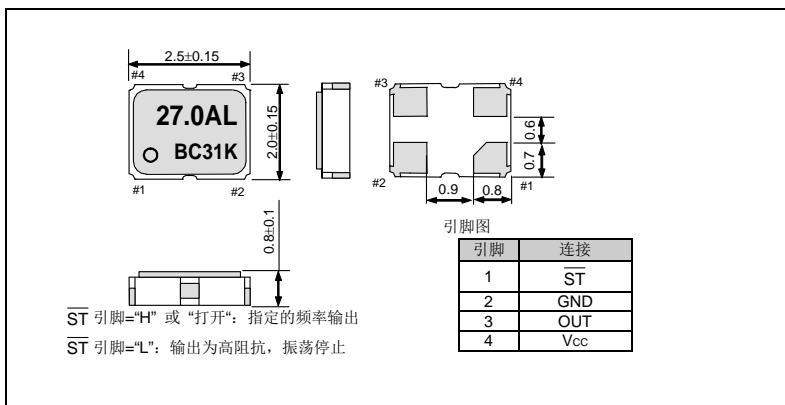 2.5±0.15
#4
#3
27.0AL
BC31K
2.0±0.15
#1
#2
#3
#4
0.6
0.7
#2
0.9
0.8
#1
0.8±0.1
S̅T̅ 引脚="H" 或 "打开“：指定的频率输出
S̅T̅ 引脚="L"：输出为高阻抗，振荡停止
引脚图
引脚 连接
1 S̅T̅
2 GND
3 OUT
4 Vcc